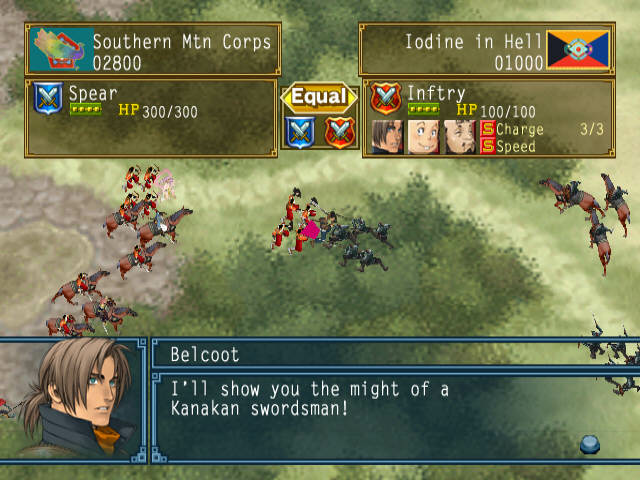 Southern Mtn Corps
02800
Iodine in Hell
01000
Spear
HP 300/300
Equal
Inftry
HP 100/100
S Charge 3/3
S Speed
Belcoot
I'll show you the might of a
Kanakan swordsman!